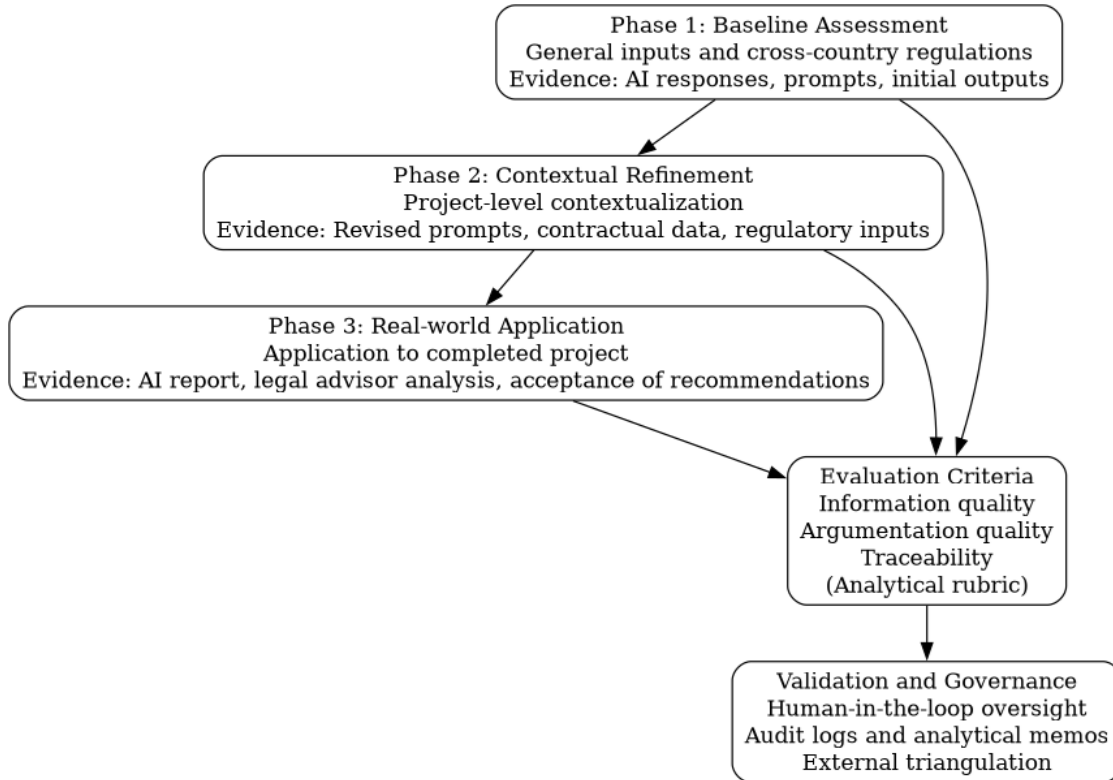 Phase 1: Baseline Assessment
General inputs and cross-country regulations
Evidence: AI responses, prompts, initial outputs
Phase 2: Contextual Refinement
Project-level contextualization
Evidence: Revised prompts, contractual data, regulatory inputs
Phase 3: Real-world Application
Application to completed project
Evidence: AI report, legal advisor analysis, acceptance of recommendations
Evaluation Criteria
Information quality
Argumentation quality
Traceability
(Analytical rubric)
Validation and Governance
Human-in-the-loop oversight
Audit logs and analytical memos
External triangulation